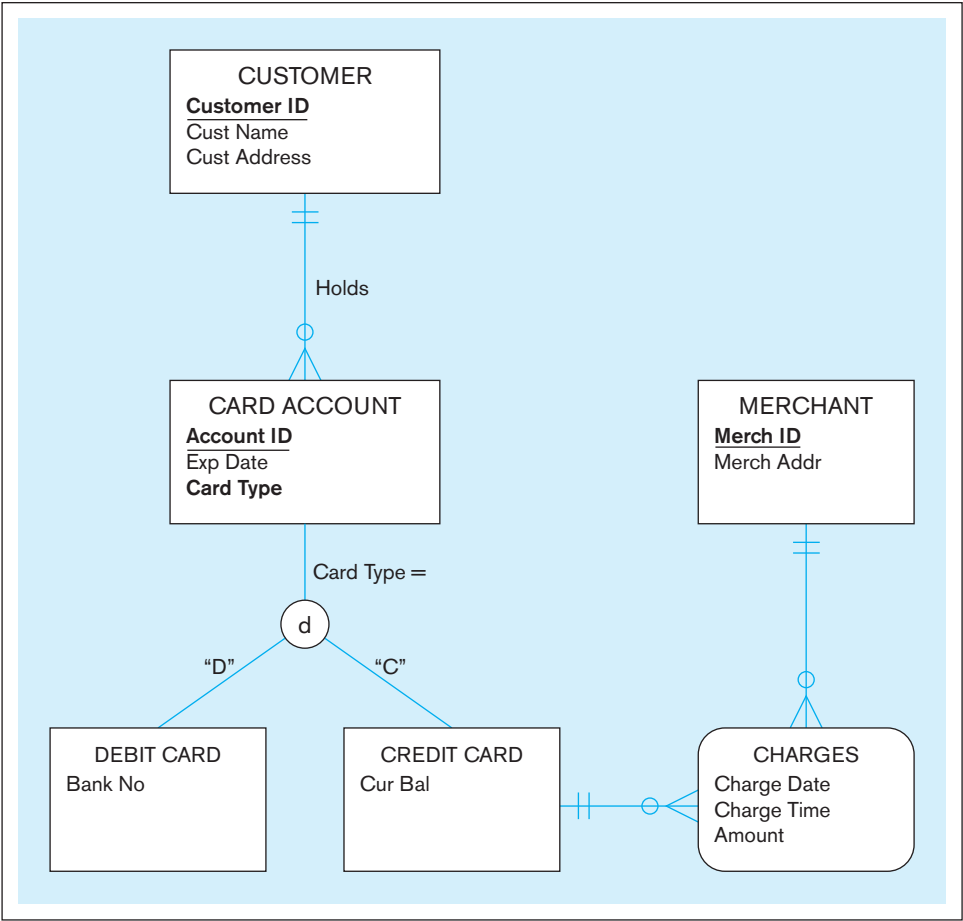 CUSTOMER
Customer ID
Cust Name
Cust Address
Holds
CARD ACCOUNT
Account ID
Exp Date
Card Type
MERCHANT
Merch ID
Merch Addr
Card Type =
d
“D”
“C”
DEBIT CARD
Bank No
CREDIT CARD
Cur Bal
CHARGES
Charge Date
Charge Time
Amount